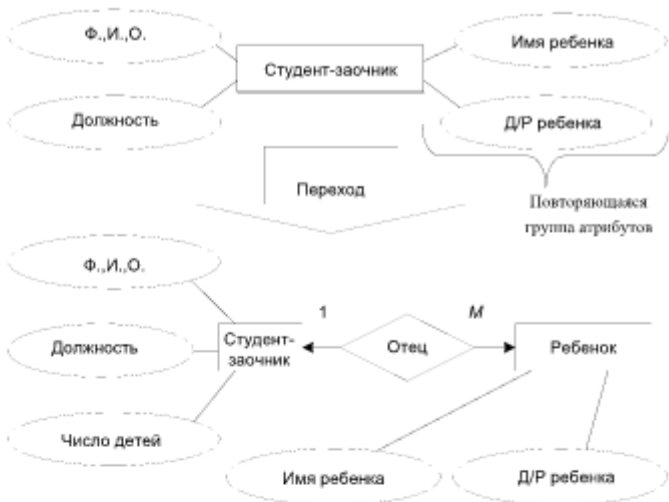 Ф.,И.,О.
Студент-заочник
Имя ребенка
Должность
Д/Р ребенка
Переход
Повторяющаяся
группа атрибутов
Ф.,И.,О.
1
М
Должность
Студент-
заочник
Отец
Ребенок
Число детей
Имя ребенка
Д/Р ребенка